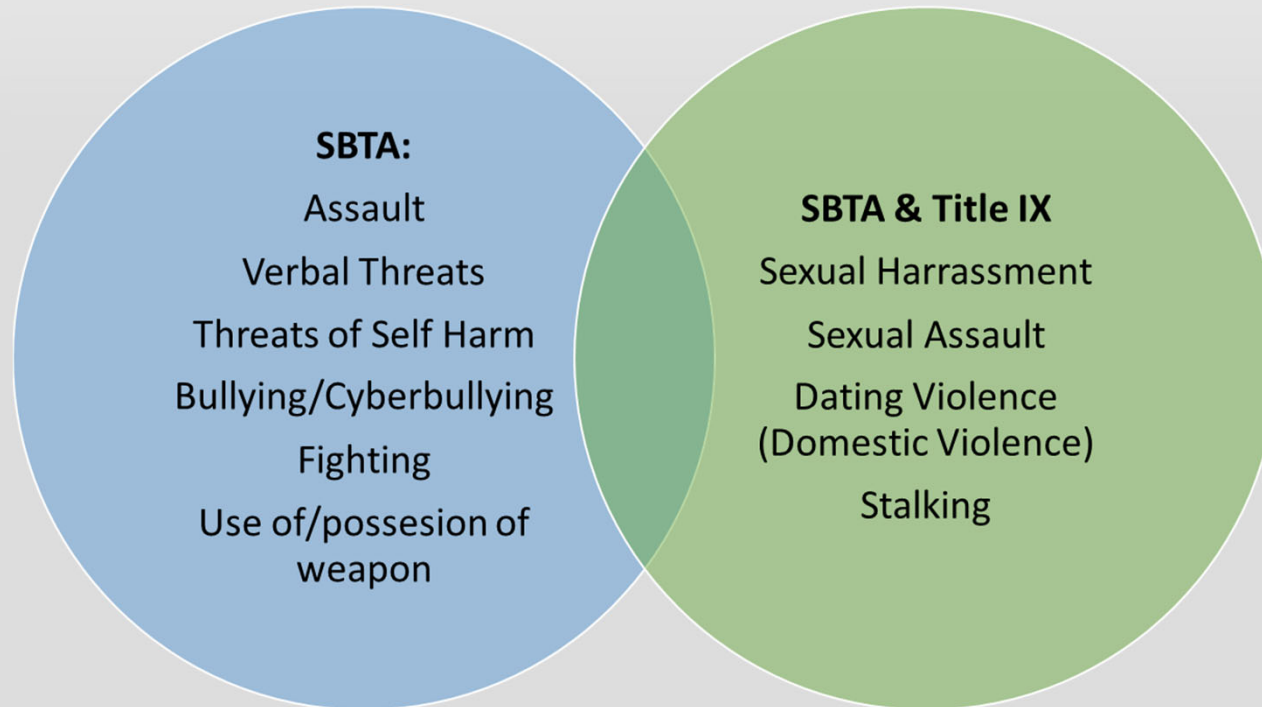 SBTA:
Assault
Verbal Threats
Threats of Self Harm
Bullying/Cyberbullying
Fighting
Use of/possesion of
weapon
SBTA & Title IX
Sexual Harrassment
Sexual Assault
Dating Violence
(Domestic Violence)
Stalking